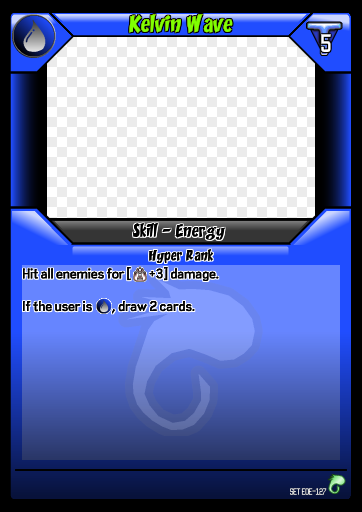 Kelvin Wave
5
Skill - Energy
Hyper Rank
Hit all enemies for [ +3] damage.
If the user is , draw 2 cards.
SET EDE-127